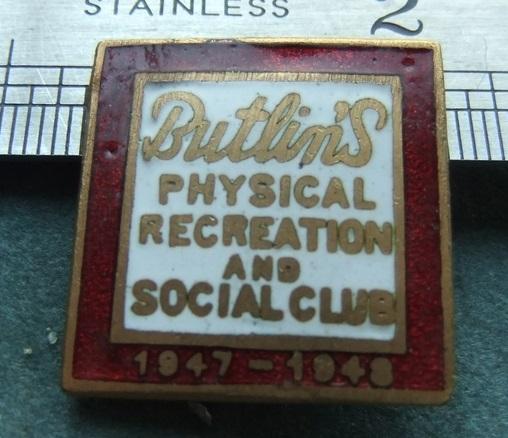 STAINLESS 2
Butlin's
PHYSICAL
RECREATION
AND
SOCIAL CLUB
1947-1948